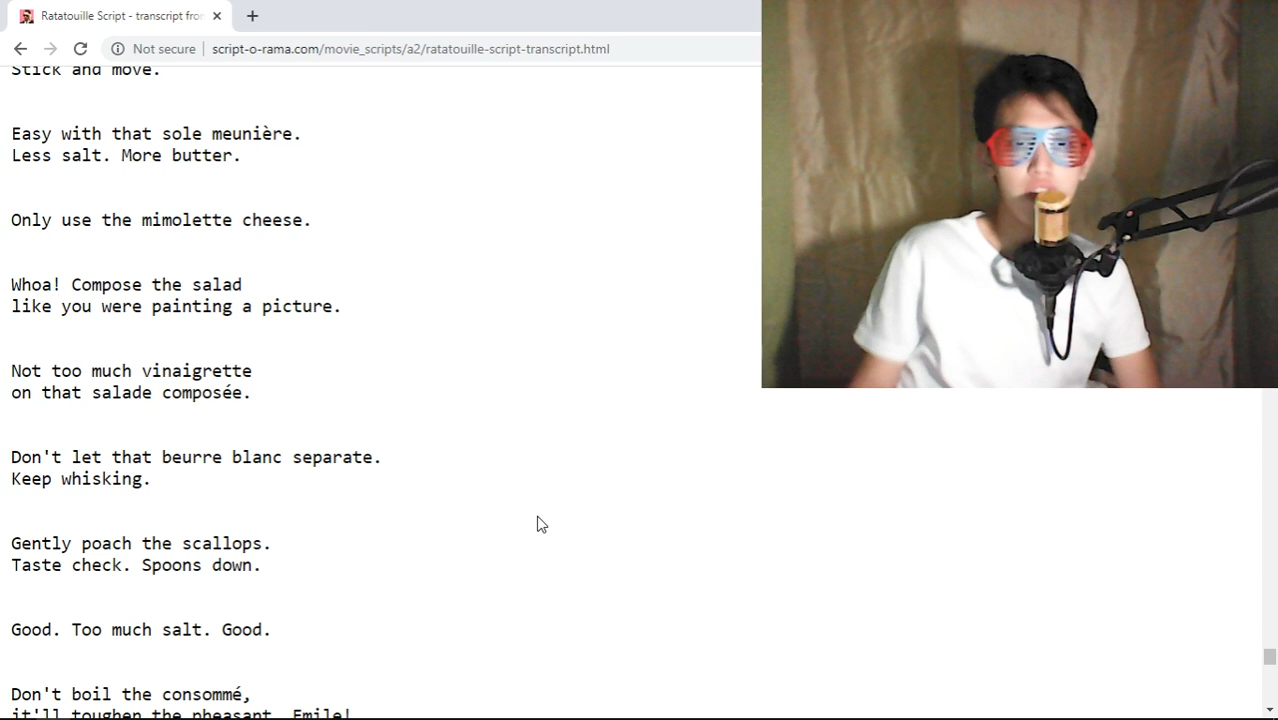 Ratatouille Script - transcript fro
Not secure
script-o-rama.com/movie_scripts/a2/ratatouille-script-transcript.html
Stick and move.
Easy with that sole meunière.
Less salt. More butter.
Only use the mimolette cheese.
Whoa! Compose the salad
like you were painting a picture.
Not too much vinaigrette
on that salade composée.
Don't let that beurre blanc separate.
Keep whisking.
Gently poach the scallops.
Taste check. Spoons down.
Good. Too much salt. Good.
Don't boil the consommé,
it'll toughen the pheasant. Emile!